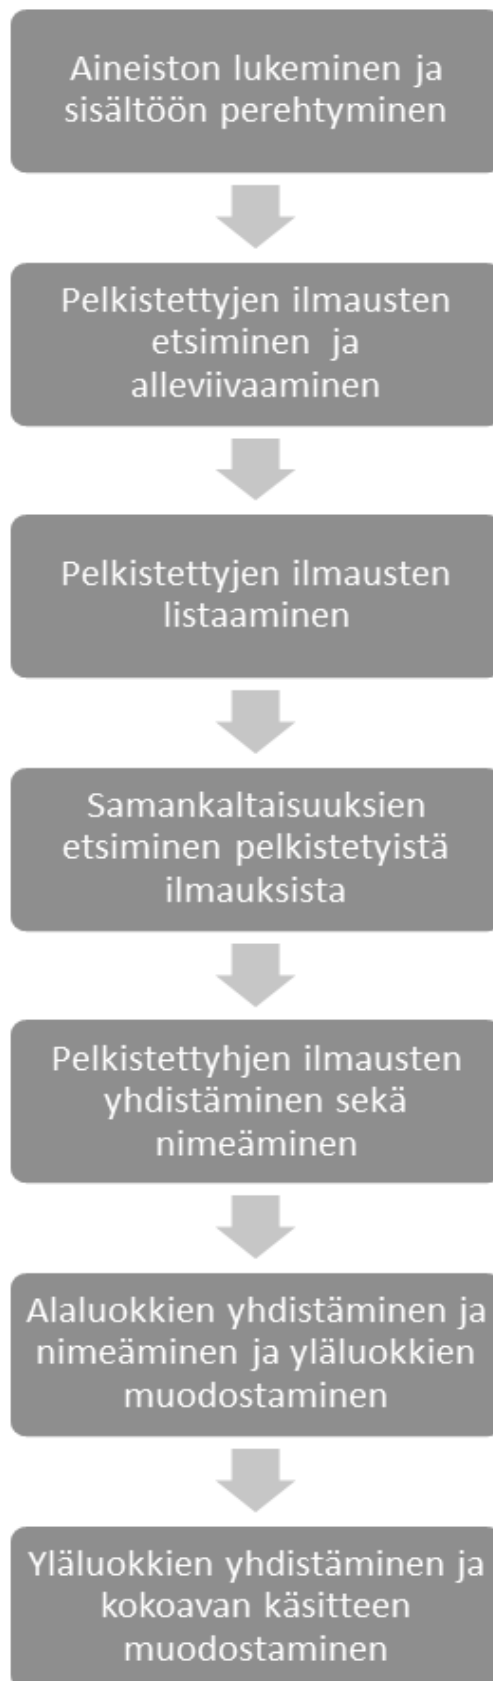 Aineiston lukeminen ja
sisältöön perehtyminen
Pelkistettyjen ilmausten
etsiminen ja
alleviivaaminen
Pelkistettyjen ilmausten
listaaminen
Samankaltaisuuksien
etsiminen pelkistetyistä
ilmauksista
Pelkistettyhjen ilmausten
yhdistäminen sekä
nimeäminen
Alaluokkien yhdistäminen ja
nimeäminen ja yläluokkien
muodostaminen
Yläluokkien yhdistäminen ja
kokoavan käsitteen
muodostaminen